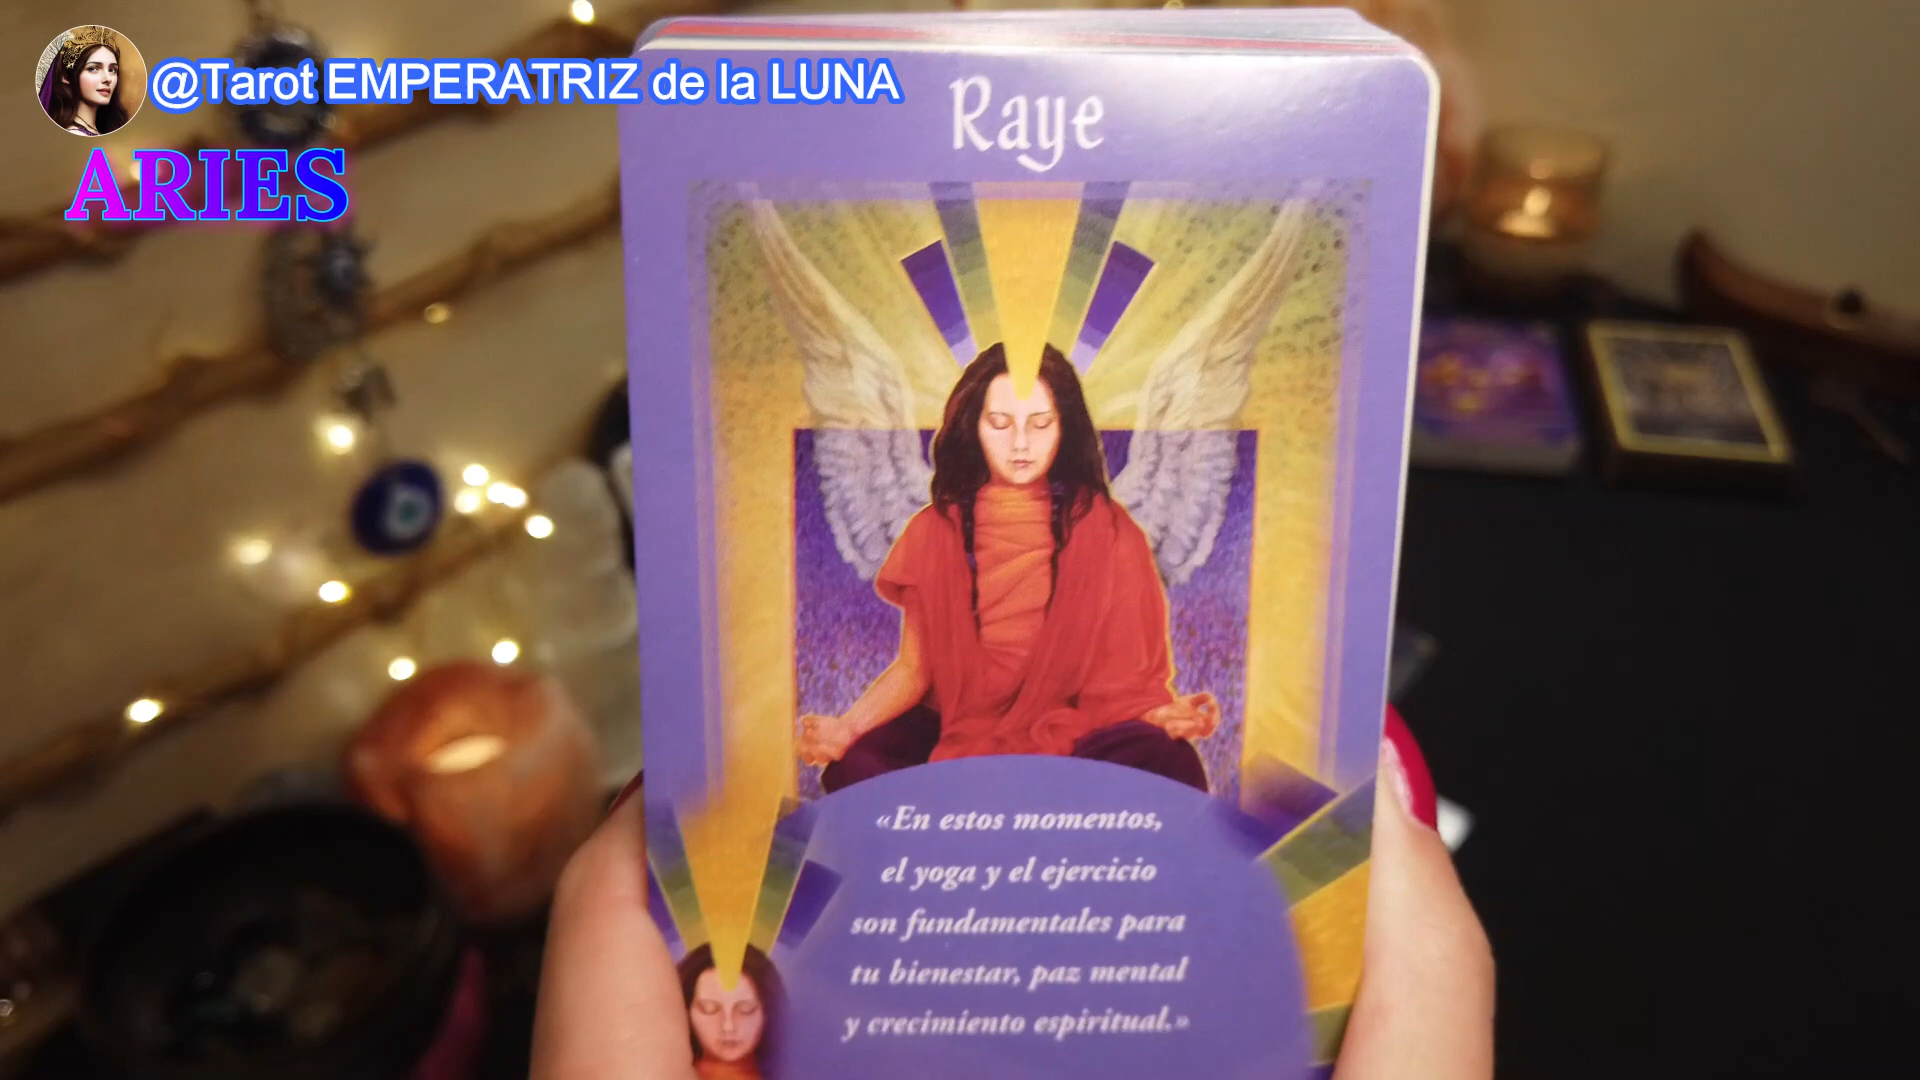 @Tarot EMPERATRIZ de la LUNA
ARIES
Raye
«En estos momentos,
el yoga y el ejercicio
son fundamentales para
tu bienestar, paz mental
y crecimiento espiritual.»